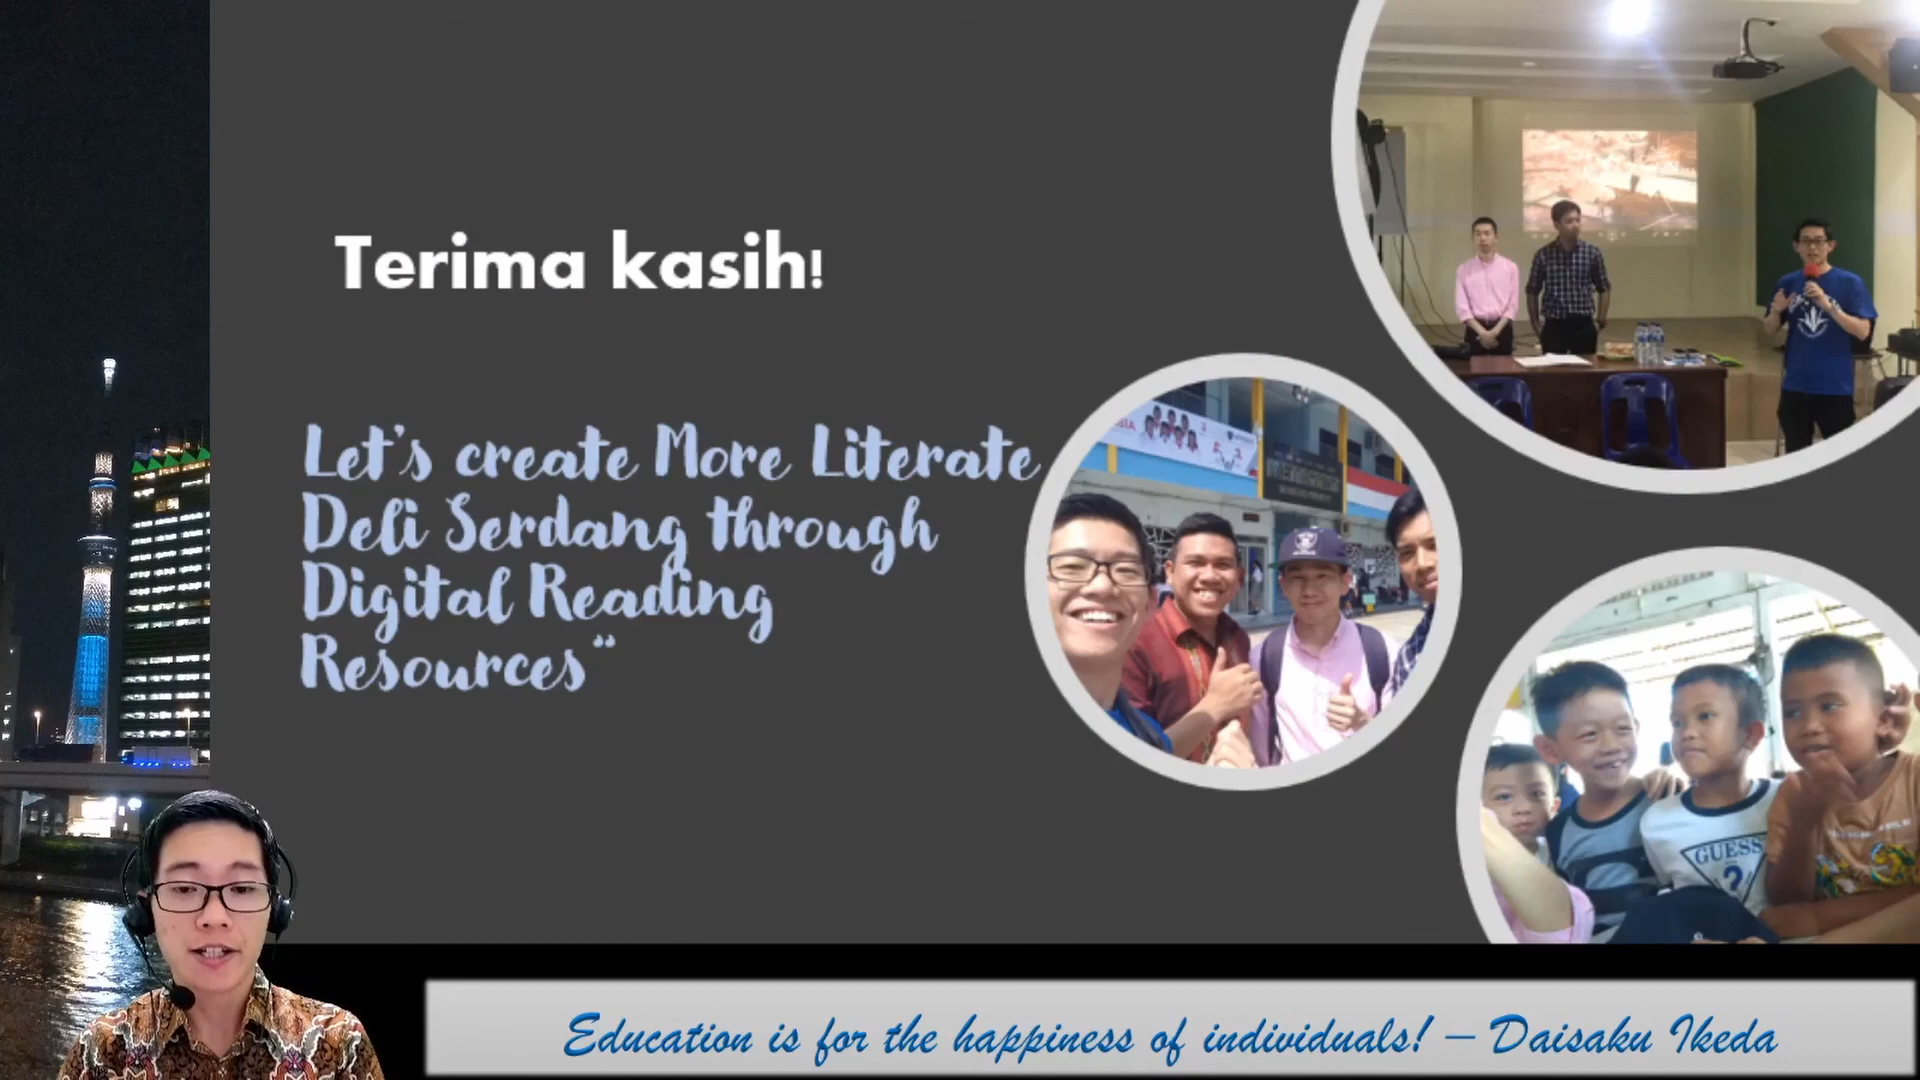 Terima kasih!
Let's create More Literate
Deli Serdang through
Digital Reading
Resources"
GUESS
?
Education is for the happiness of individuals! – Daisaku Ikeda